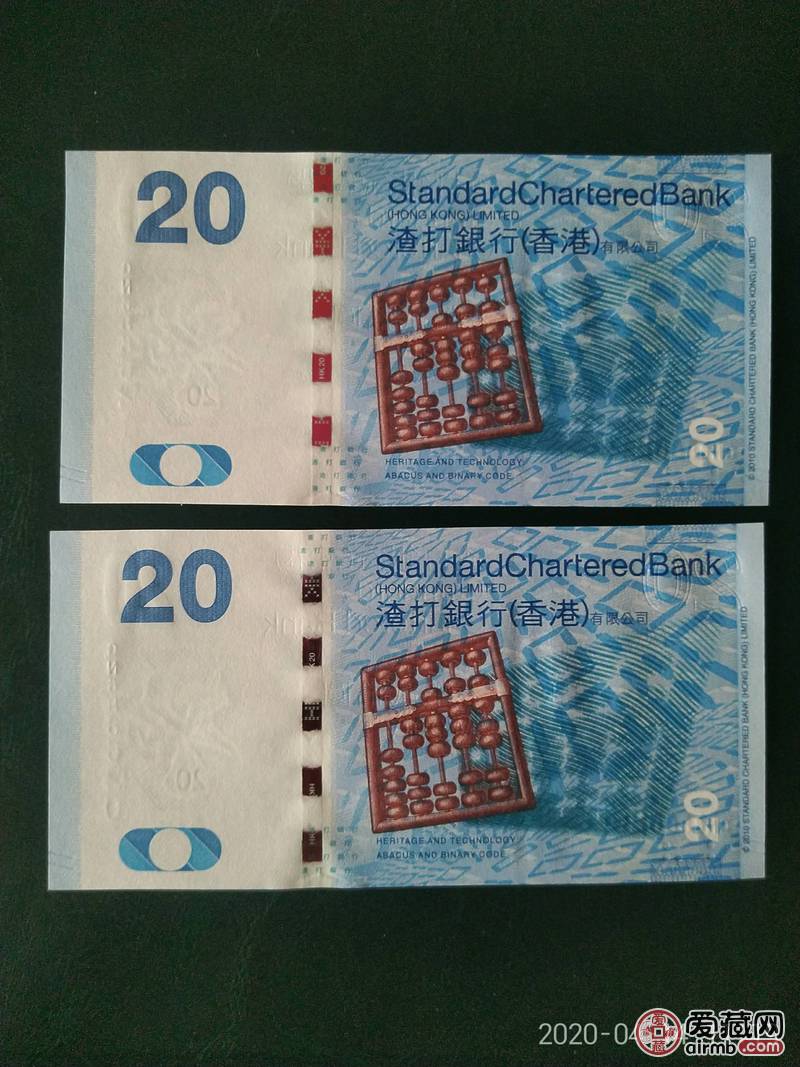 20
StandardCharteredBank
(HONG KONG) LIMITED
渣打銀行(香港)有限公司
HK20
HERITAGE AND TECHNOLOGY
ABACUS AND BINARY CODE
20
© 2010 STANDARD CHARTERED BANK (HONG KONG) LIMITED
20
StandardCharteredBank
(HONG KONG) LIMITED
渣打銀行(香港)有限公司
HERITAGE AND TECHNOLOGY
ABACUS AND BINARY CODE
20
© 2010 STANDARD CHARTERED BANK (HONG KONG) LIMITED
2020-04
爱藏网
airmb.com